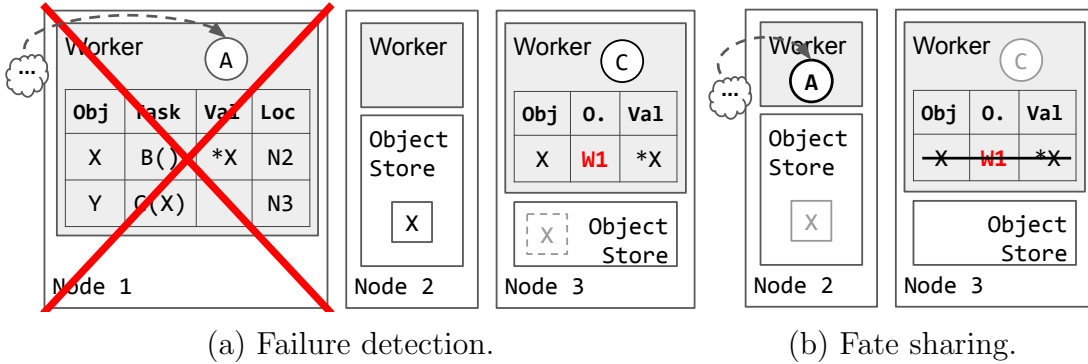 ...
Worker
A
Obj Task Val Loc
X B() *X N2
Y C(X) N3
Node 1
Worker
Object
Store
X
Node 2
Worker
C
Obj O. Val
X W1 *X
X
Object
Store
Node 3
(a) Failure detection.
...
Worker
A
Object
Store
X
Node 2
Worker
C
Obj O. Val
X W1 *X
Object
Store
Node 3
(b) Fate sharing.